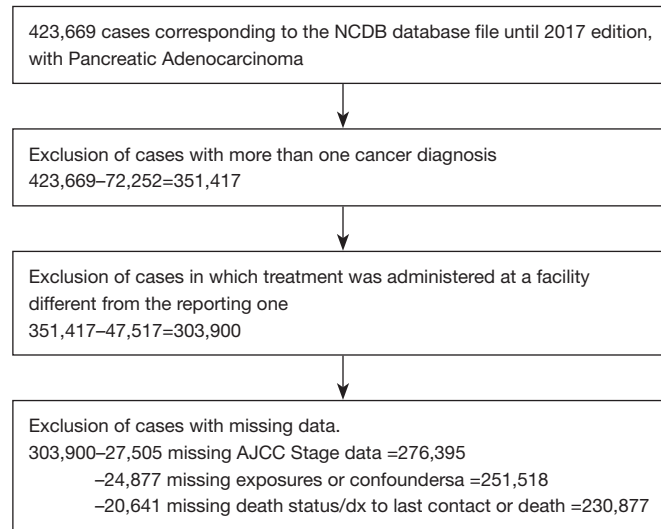 423,669 cases corresponding to the NCDB database file until 2017 edition,
with Pancreatic Adenocarcinoma
Exclusion of cases with more than one cancer diagnosis
423,669–72,252=351,417
Exclusion of cases in which treatment was administered at a facility
different from the reporting one
351,417–47,517=303,900
Exclusion of cases with missing data.
303,900–27,505 missing AJCC Stage data =276,395
–24,877 missing exposures or confoundersa =251,518
–20,641 missing death status/dx to last contact or death =230,877